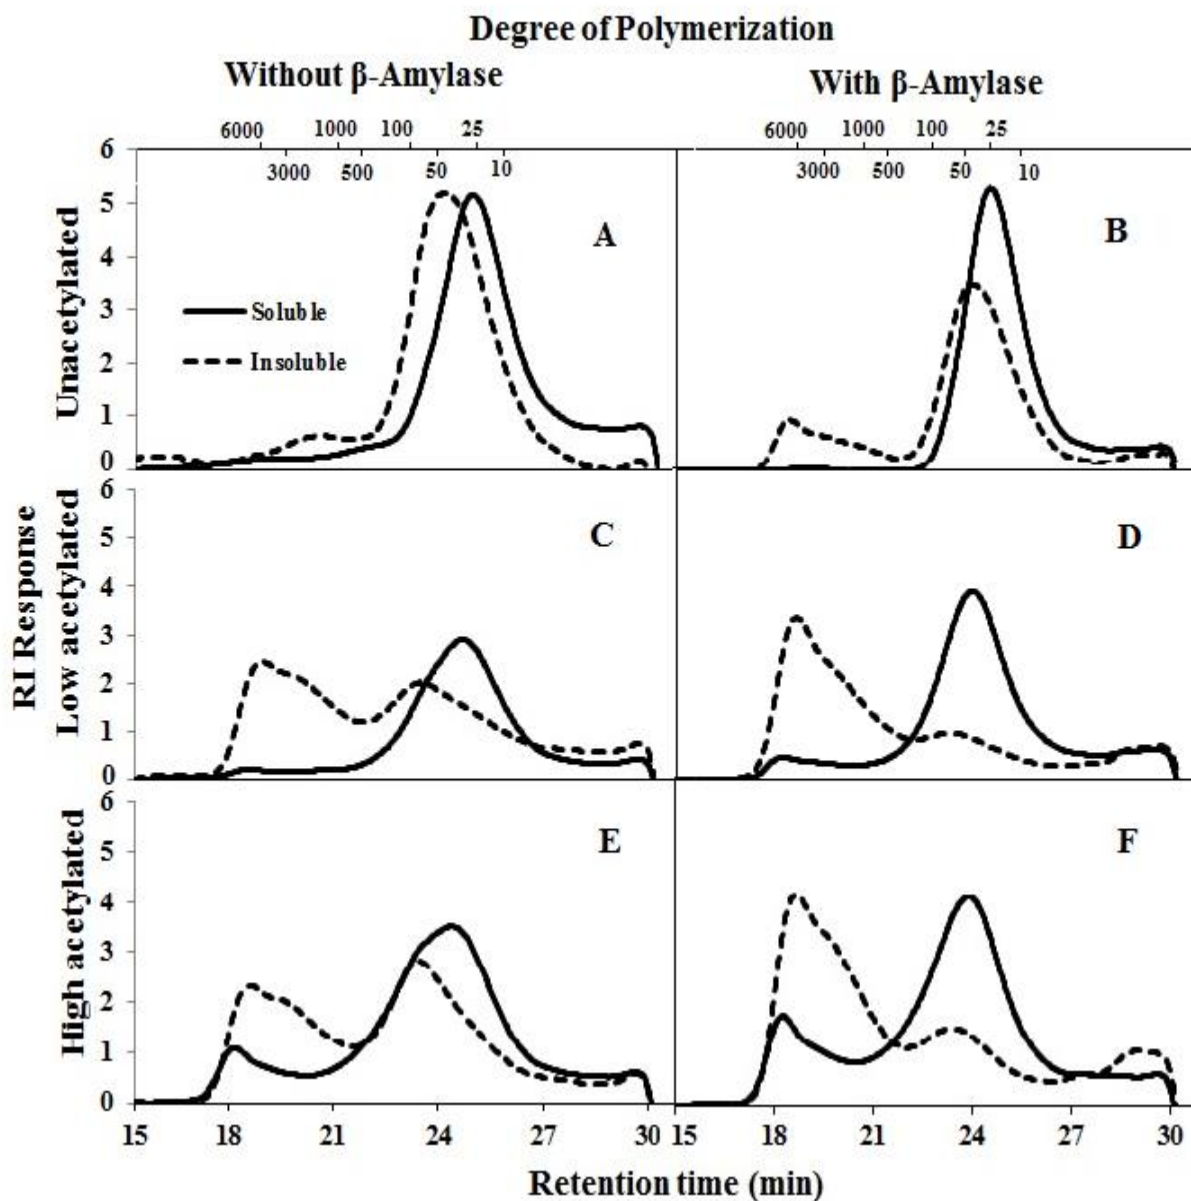 Degree of Polymerization
Without β-Amylase
With β-Amylase
6000 1000 100 25
3000 500 50 10
6000 1000 100 25
3000 500 50 10
Unacetylated
6
5
4
3
2
1
0
A
Soluble
Insoluble
B
RI Response
Low acetylated
6
5
4
3
2
1
0
C
D
High acetylated
6
5
4
3
2
1
0
E
F
15 18 21 24 27 30 15 18 21 24 27 30
Retention time (min)